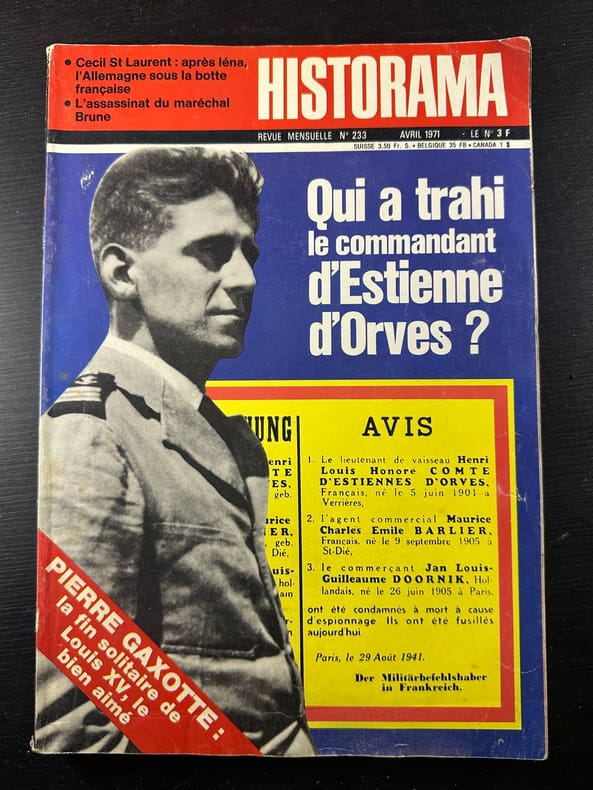 • Cecil St Laurent : après Iéna,
l'Allemagne sous la botte
française
• L'assassinat du maréchal
Brune
HISTORAMA
REVUE MENSUELLE N° 233 AVRIL 1971 - LE N° 3 F
SUISSE 3,50 Fr. S. • BELGIQUE 35 FB • CANADA 1 $
Qui a trahi
le commandant
d'Estienne
d'Orves ?
AVIS
1. Le lieutenant de vaisseau Henri
Louis Honoré COMTE
D'ESTIENNES D'ORVES,
Français, né le 5 juin 1901 a
Verrières,
2. l'agent commercial Maurice
Charles Emile BARLIER,
Français, né le 9 septembre 1905 à
St-Dié,
3. le commerçant Jan Louis-
Guilleaume DOORNIK, Hol-
landais, né le 26 juin 1905 à Paris.
ont été condamnés à mort à cause
d'espionnage. Ils ont été fusillés
aujourd'hui
Paris, le 29 Août 1941.
Der Militärbefehlshaber
in Frankreich.
PIERRE GAXOTTE :
la fin solitaire de
Louis XV, le
bien aimé